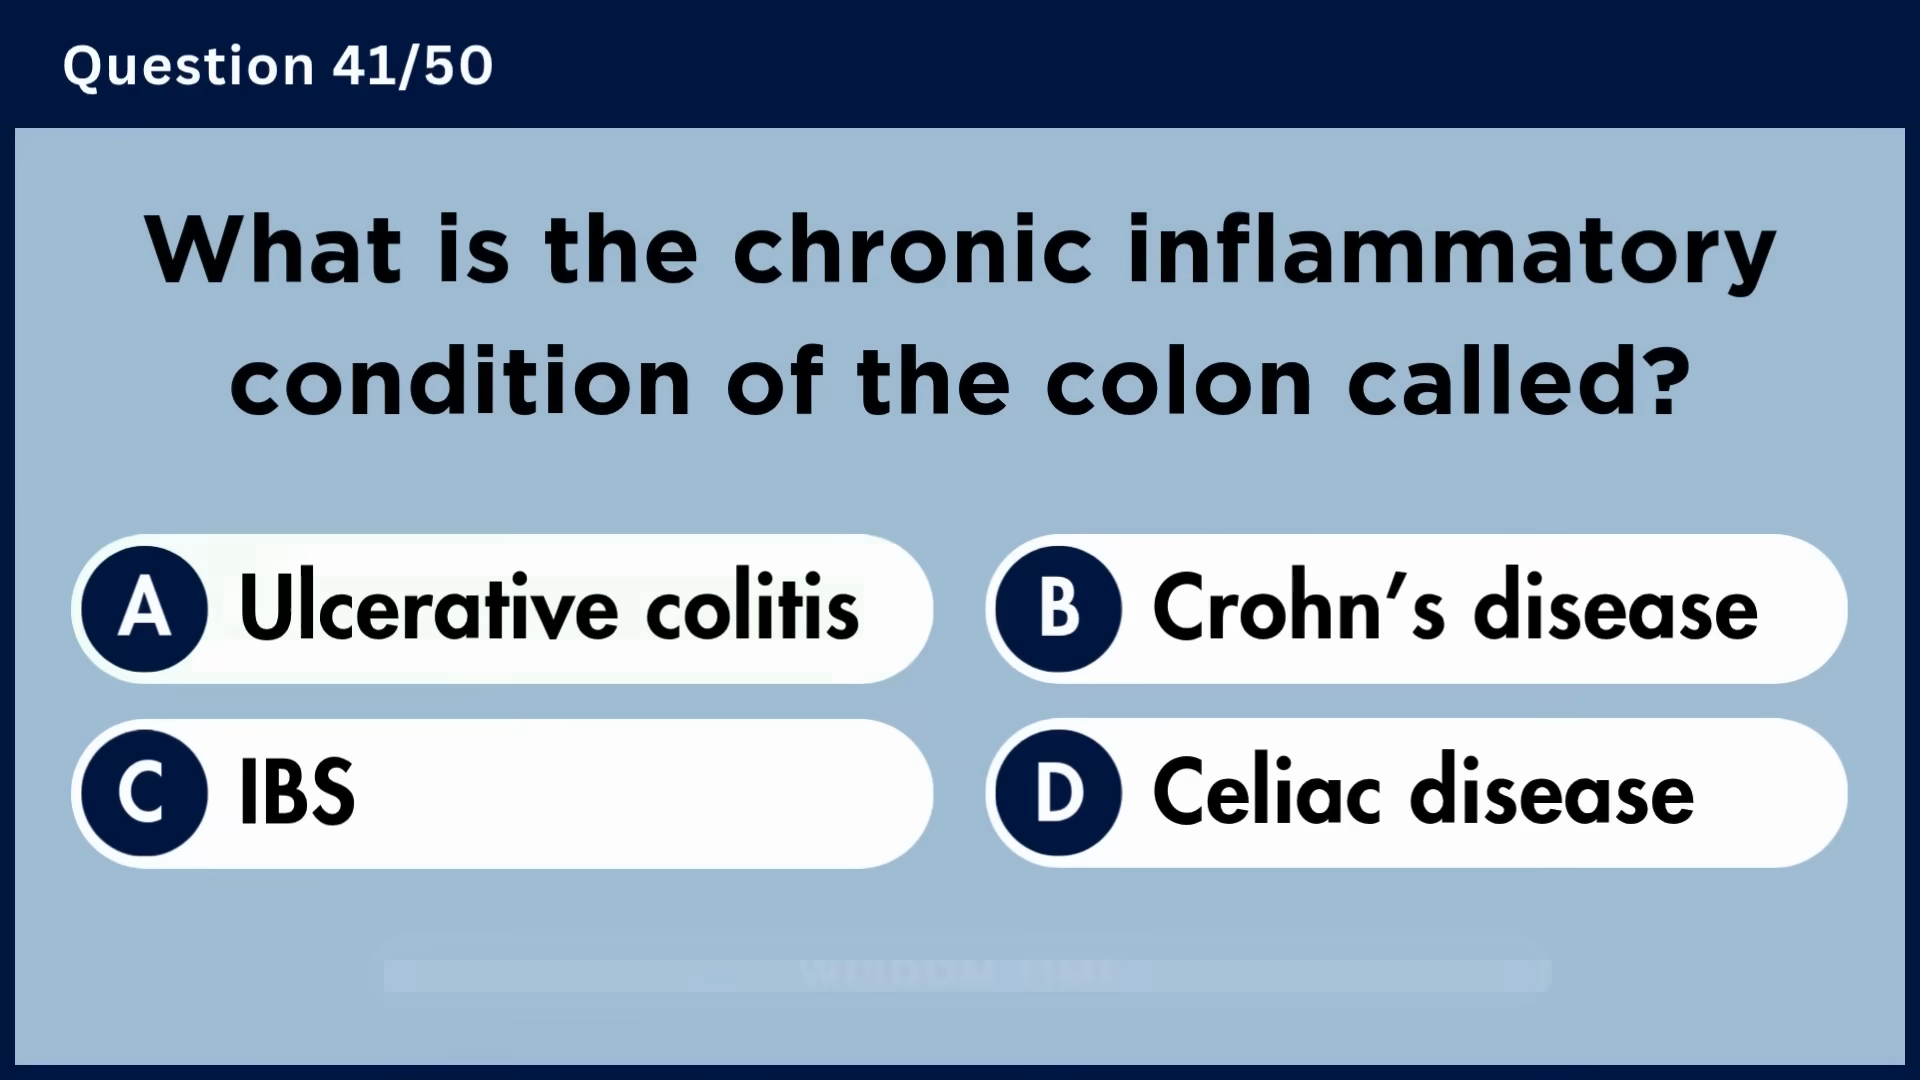 Question 41/50
What is the chronic inflammatory
condition of the colon called?
A Ulcerative colitis
B Crohn’s disease
C IBS
D Celiac disease